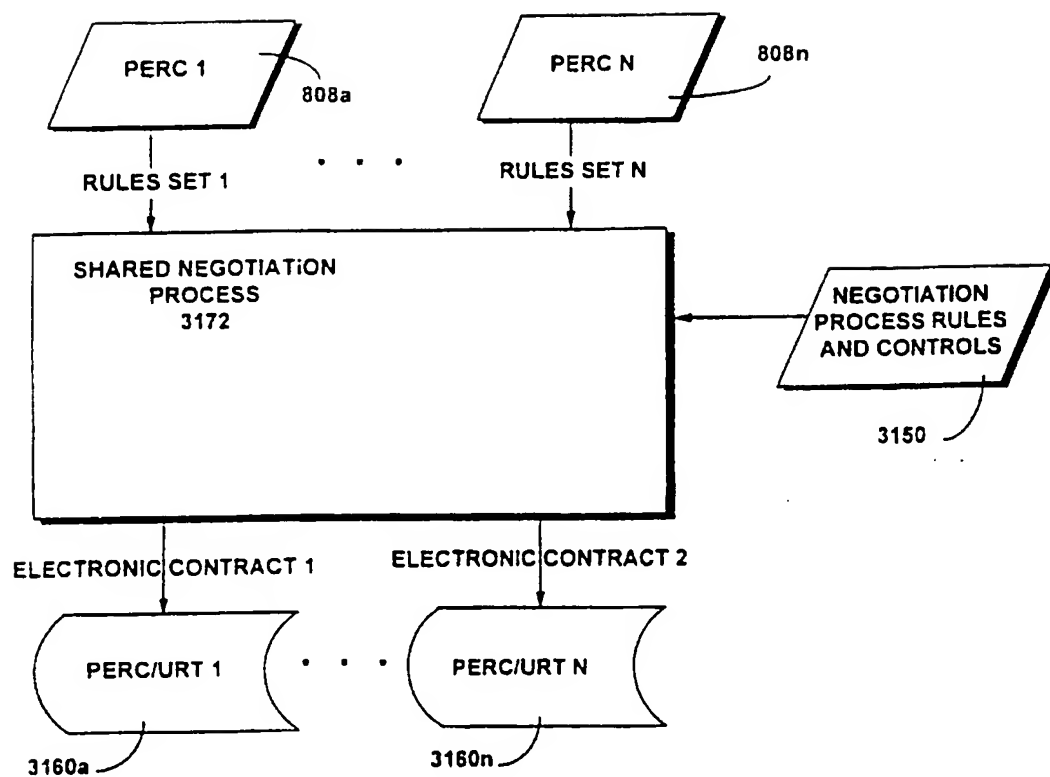 PERC 1
808a
PERC N
808n
RULES SET 1
RULES SET N
SHARED NEGOTIATiON
PROCESS
3172
NEGOTIATION
PROCESS RULES
AND CONTROLS
3150
ELECTRONIC CONTRACT 1
ELECTRONIC CONTRACT 2
PERC/URT 1
PERC/URT N
3160a
3160n